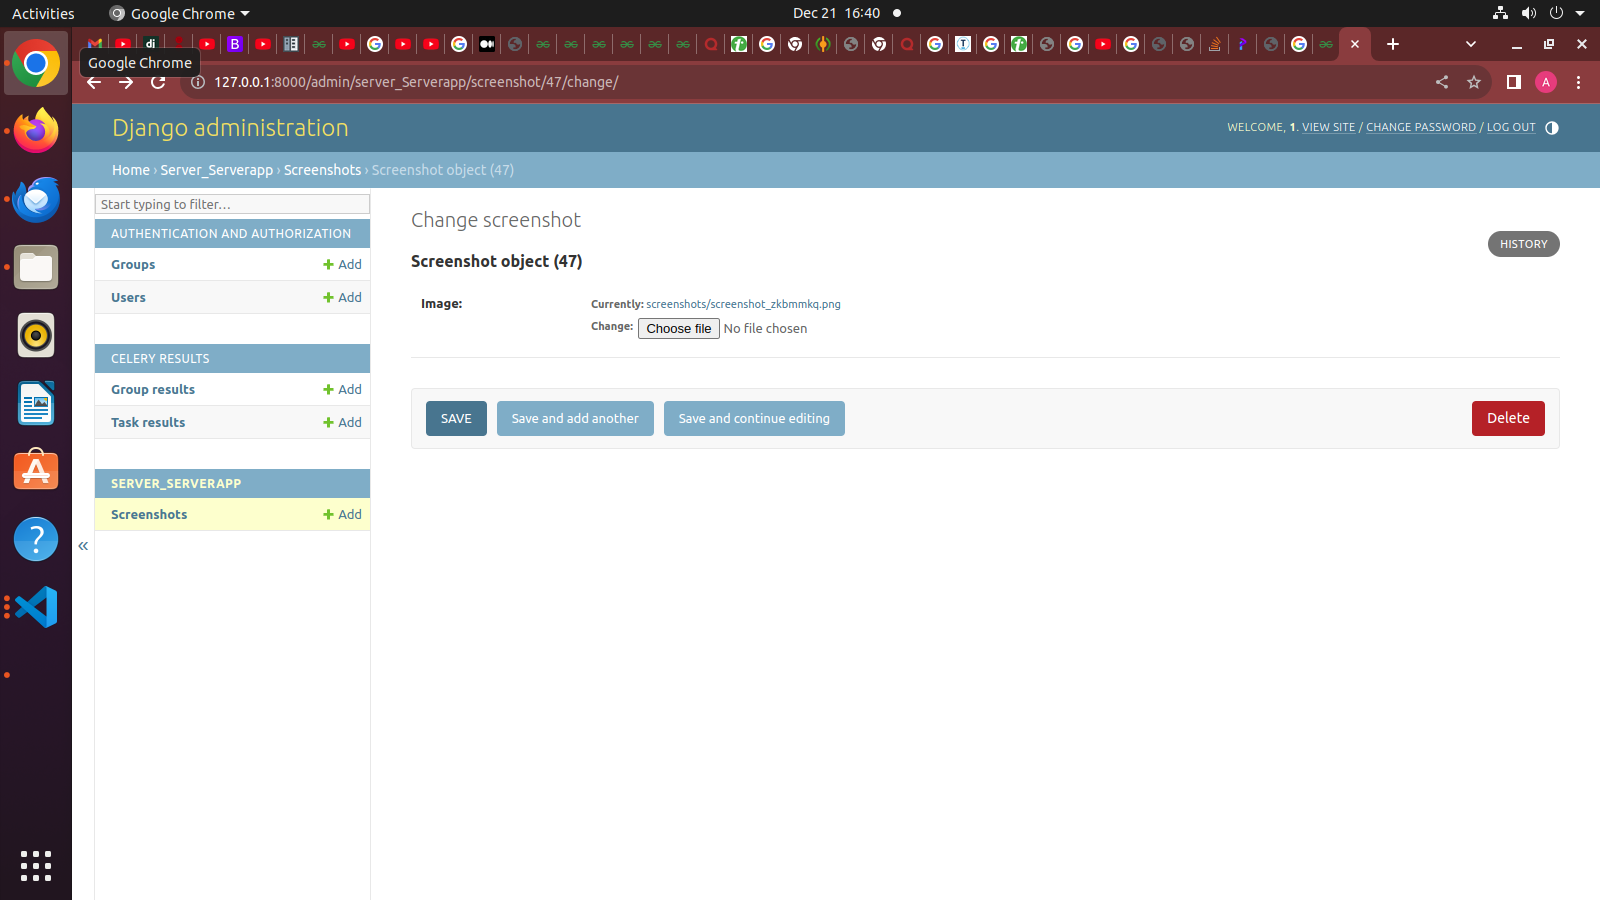 Activities
Google Chrome
Dec 21 16:40
Google Chrome
127.0.0.1:8000/admin/server_Serverapp/screenshot/47/change/
A
Django administration
WELCOME, 1. VIEW SITE / CHANGE PASSWORD / LOG OUT
Home › Server_Serverapp › Screenshots › Screenshot object (47)
Start typing to filter...
AUTHENTICATION AND AUTHORIZATION
Groups
Add
Users
Add
CELERY RESULTS
Group results
Add
Task results
Add
SERVER_SERVERAPP
Screenshots
Add
«
Change screenshot
HISTORY
Screenshot object (47)
Image:
Currently: screenshots/screenshot_zkbmmkq.png
Change: Choose file No file chosen
SAVE
Save and add another
Save and continue editing
Delete